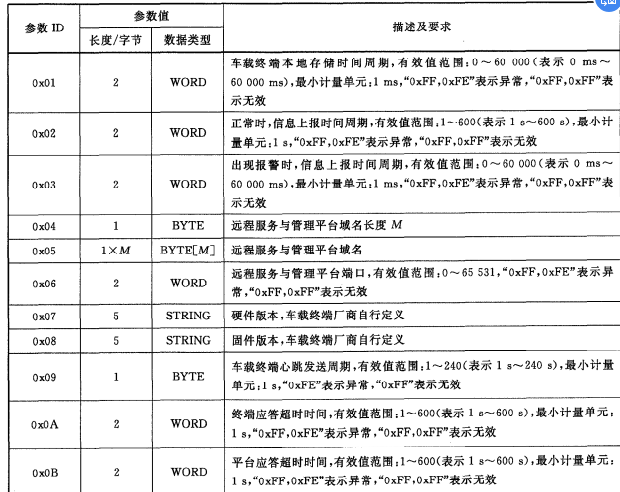 参数 ID 参数值 描述及要求
长度/字节 数据类型
0x01 2 WORD 车载终端本地存储时间周期,有效值范围:0～60 000(表示 0 ms～
60 000 ms),最小计量单元:1 ms,“0xFF,0xFE”表示异常,“0xFF,0xFF”表
示无效
0x02 2 WORD 正常时,信息上报时间周期,有效值范围:1～600(表示 1 s～600 s),最小计
量单元:1 s,“0xFF,0xFE”表示异常,“0xFF,0xFF”表示无效
0x03 2 WORD 出现报警时,信息上报时间周期,有效值范围:0～60 000(表示 0 ms～
60 000 ms),最小计量单元:1 ms,“0xFF,0xFE”表示异常,“0xFF,0xFF”表
示无效
0x04 1 BYTE 远程服务与管理平台域名长度 M
0x05 1×M BYTE[M] 远程服务与管理平台域名
0x06 2 WORD 远程服务与管理平台端口,有效值范围:0～65 531,“0xFF,0xFE”表示异
常,“0xFF,0xFF”表示无效
0x07 5 STRING 硬件版本,车载终端厂商自行定义
0x08 5 STRING 固件版本,车载终端厂商自行定义
0x09 1 BYTE 车载终端心跳发送周期,有效值范围:1～240(表示 1 s～240 s),最小计量
单元:1 s,“0xFE”表示异常,“0xFF”表示无效
0x0A 2 WORD 终端应答超时时间,有效值范围:1～600(表示 1 s～600 s),最小计量单元:
1 s,“0xFF,0xFE”表示异常,“0xFF,0xFF”表示无效
0x0B 2 WORD 平台应答超时时间,有效值范围:1～600(表示 1 s～600 s),最小计量单元:
1 s,“0xFF,0xFE”表示异常,“0xFF,0xFF”表示无效